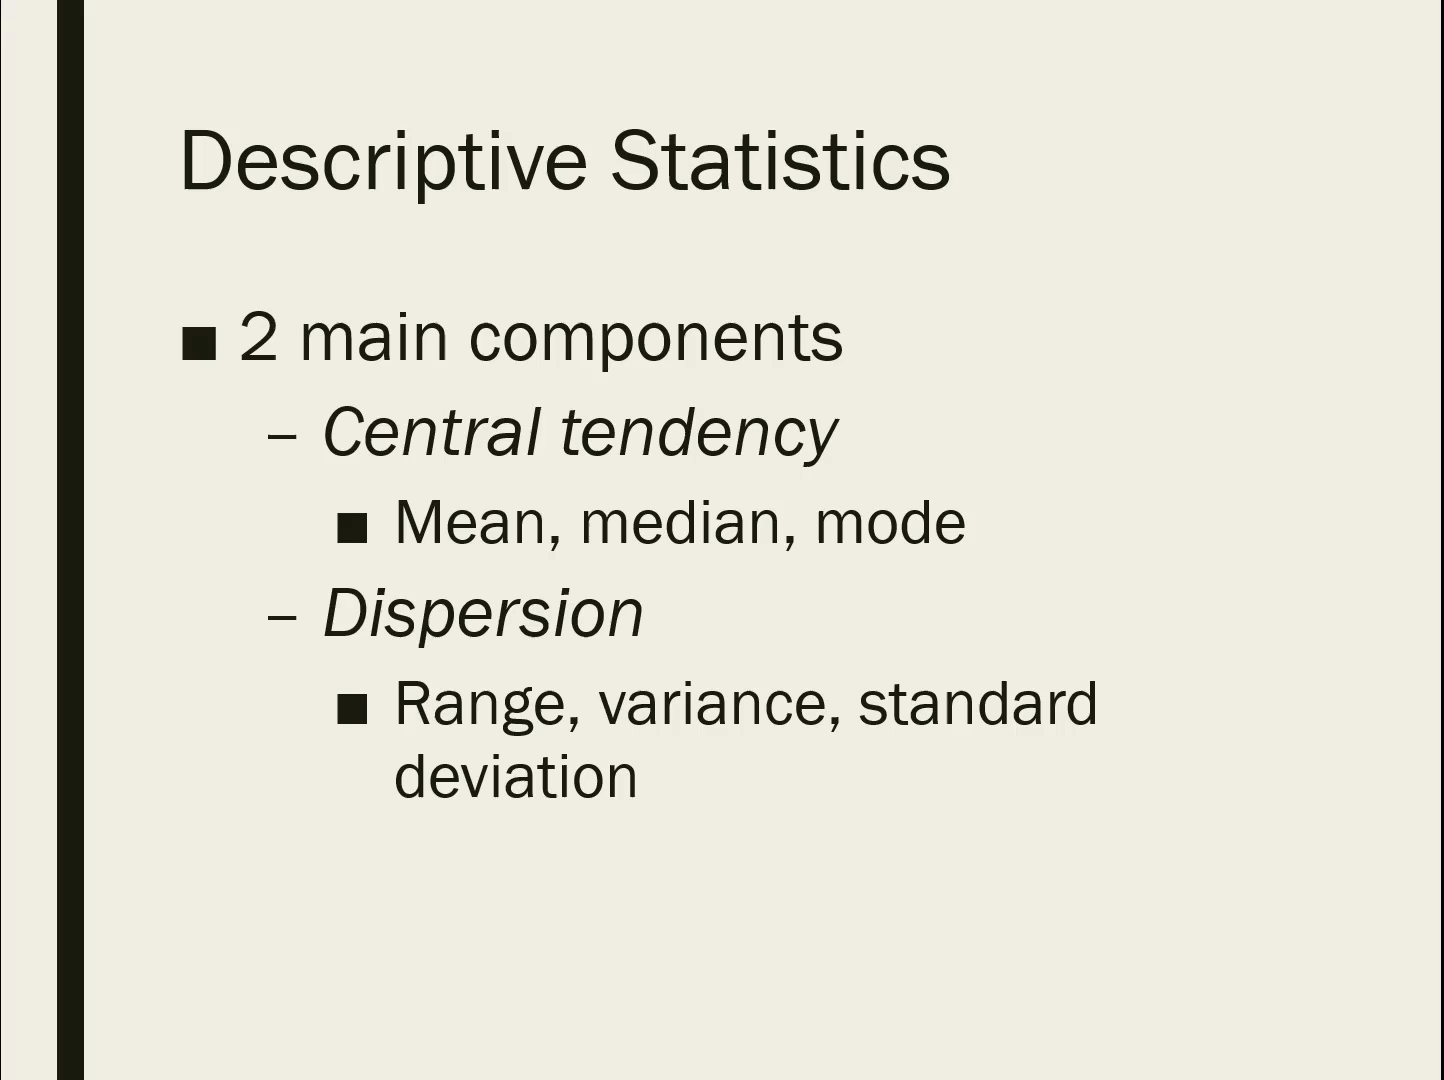 Descriptive Statistics
■ 2 main components
– Central tendency
■ Mean, median, mode
– Dispersion
■ Range, variance, standard
deviation